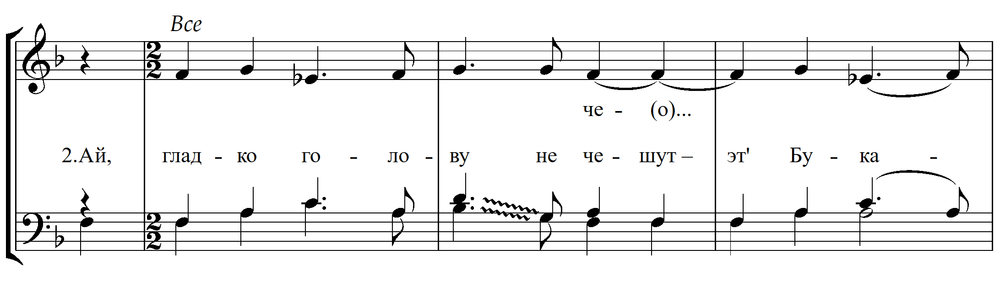 Все
че - (о)...
2.Ай, глад - ко го - ло - ву не че - шут – эт' Бу - ка -